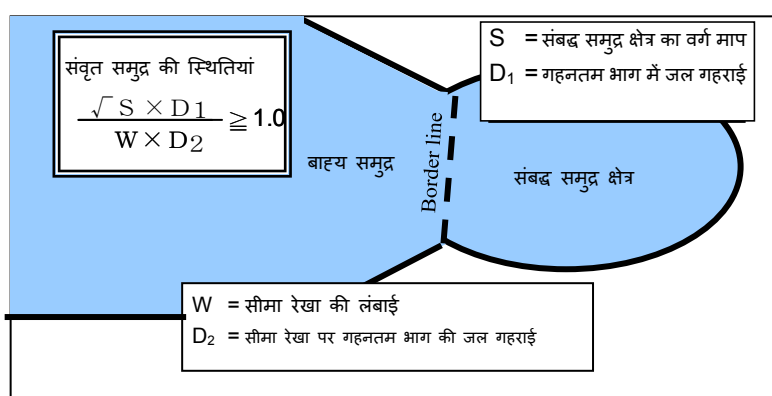 संवृत समुद्र की स्थितियां
√S × D1
W × D2
≧ 1.0
S = संबद्ध समुद्र क्षेत्र का वर्ग माप
D₁ = गहनतम भाग में जल गहराई
बाह्य समुद्र
Border line
संबद्ध समुद्र क्षेत्र
W = सीमा रेखा की लंबाई
D₂ = सीमा रेखा पर गहनतम भाग की जल गहराई